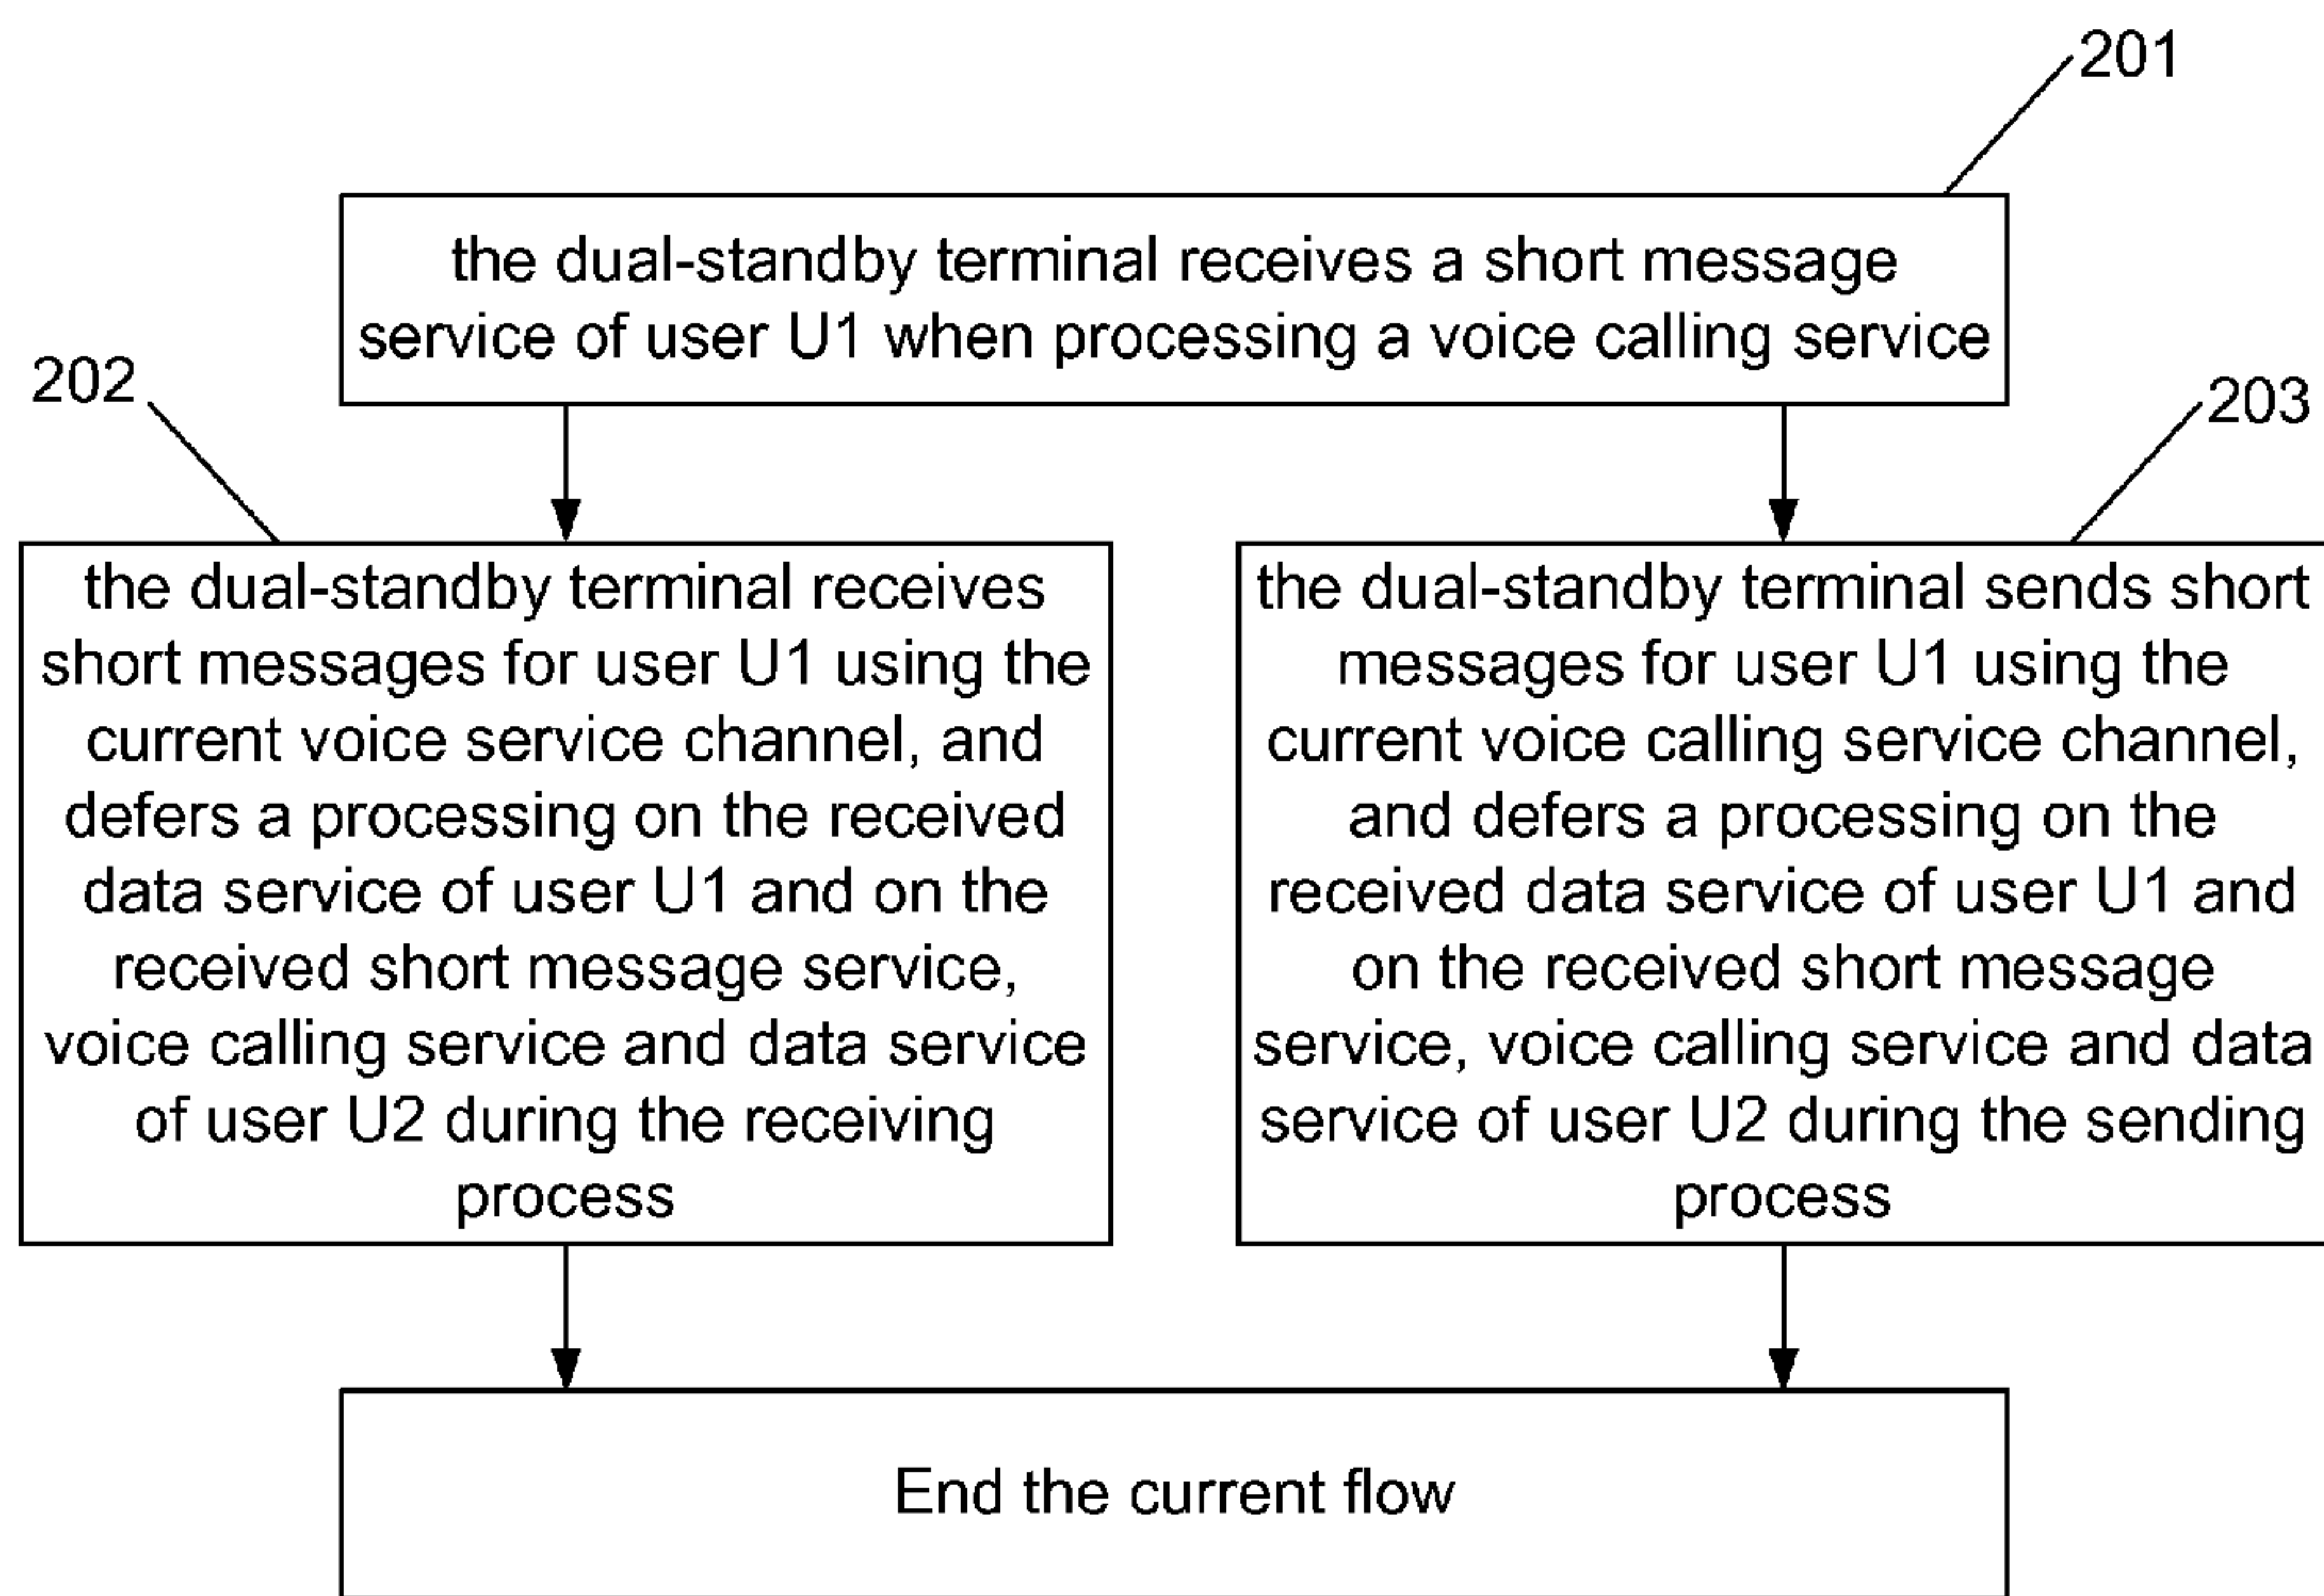 201
the dual-standby terminal receives a short message
service of user U1 when processing a voice calling service
202
203
the dual-standby terminal receives
short messages for user U1 using the
current voice service channel, and
defers a processing on the received
data service of user U1 and on the
received short message service,
voice calling service and data service
of user U2 during the receiving
process
the dual-standby terminal sends short
messages for user U1 using the
current voice calling service channel,
and defers a processing on the
received data service of user U1 and
on the received short message
service, voice calling service and data
service of user U2 during the sending
process
End the current flow